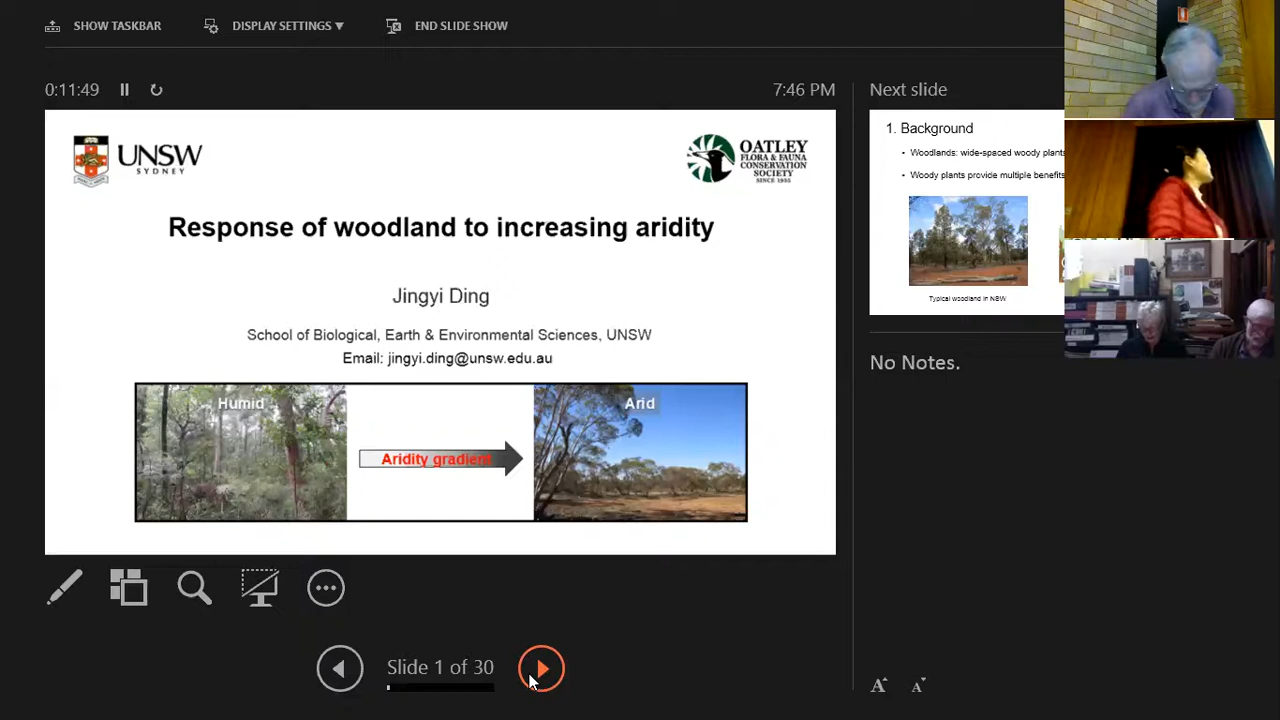 SHOW TASKBAR
DISPLAY SETTINGS ▼
END SLIDE SHOW
0:11:49
7:46 PM
UNSW
SYDNEY
OATLEY
FLORA & FAUNA
CONSERVATION
SOCIETY
SINCE 1955
Response of woodland to increasing aridity
Jingyi Ding
School of Biological, Earth & Environmental Sciences, UNSW
Email: jingyi.ding@unsw.edu.au
Humid
Aridity gradient
Arid
Slide 1 of 30
Next slide
1. Background
• Woodlands: wide-spaced woody plants
• Woody plants provide multiple benefits
Typical woodland in NSW
No Notes.
A A